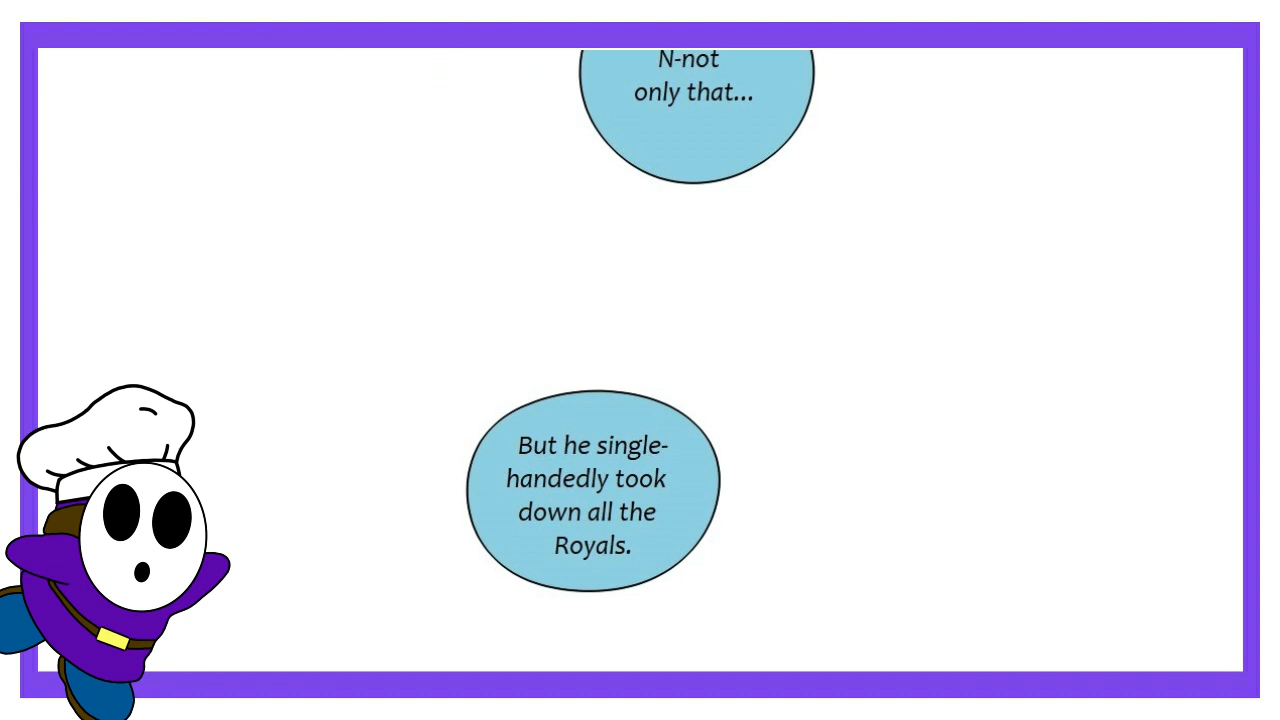 N-not
only that...
But he single-
handedly took
down all the
Royals.